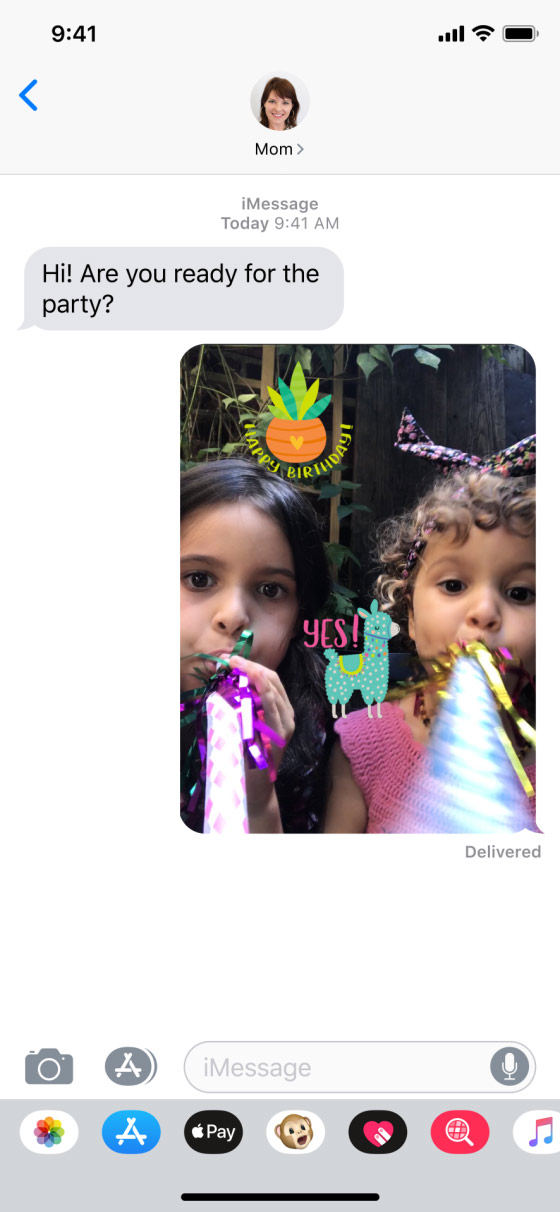 9:41
Mom
iMessage
Today 9:41 AM
Hi! Are you ready for the
party?
HAPPY BIRTHDAY!
YES!
Delivered
iMessage
Pay